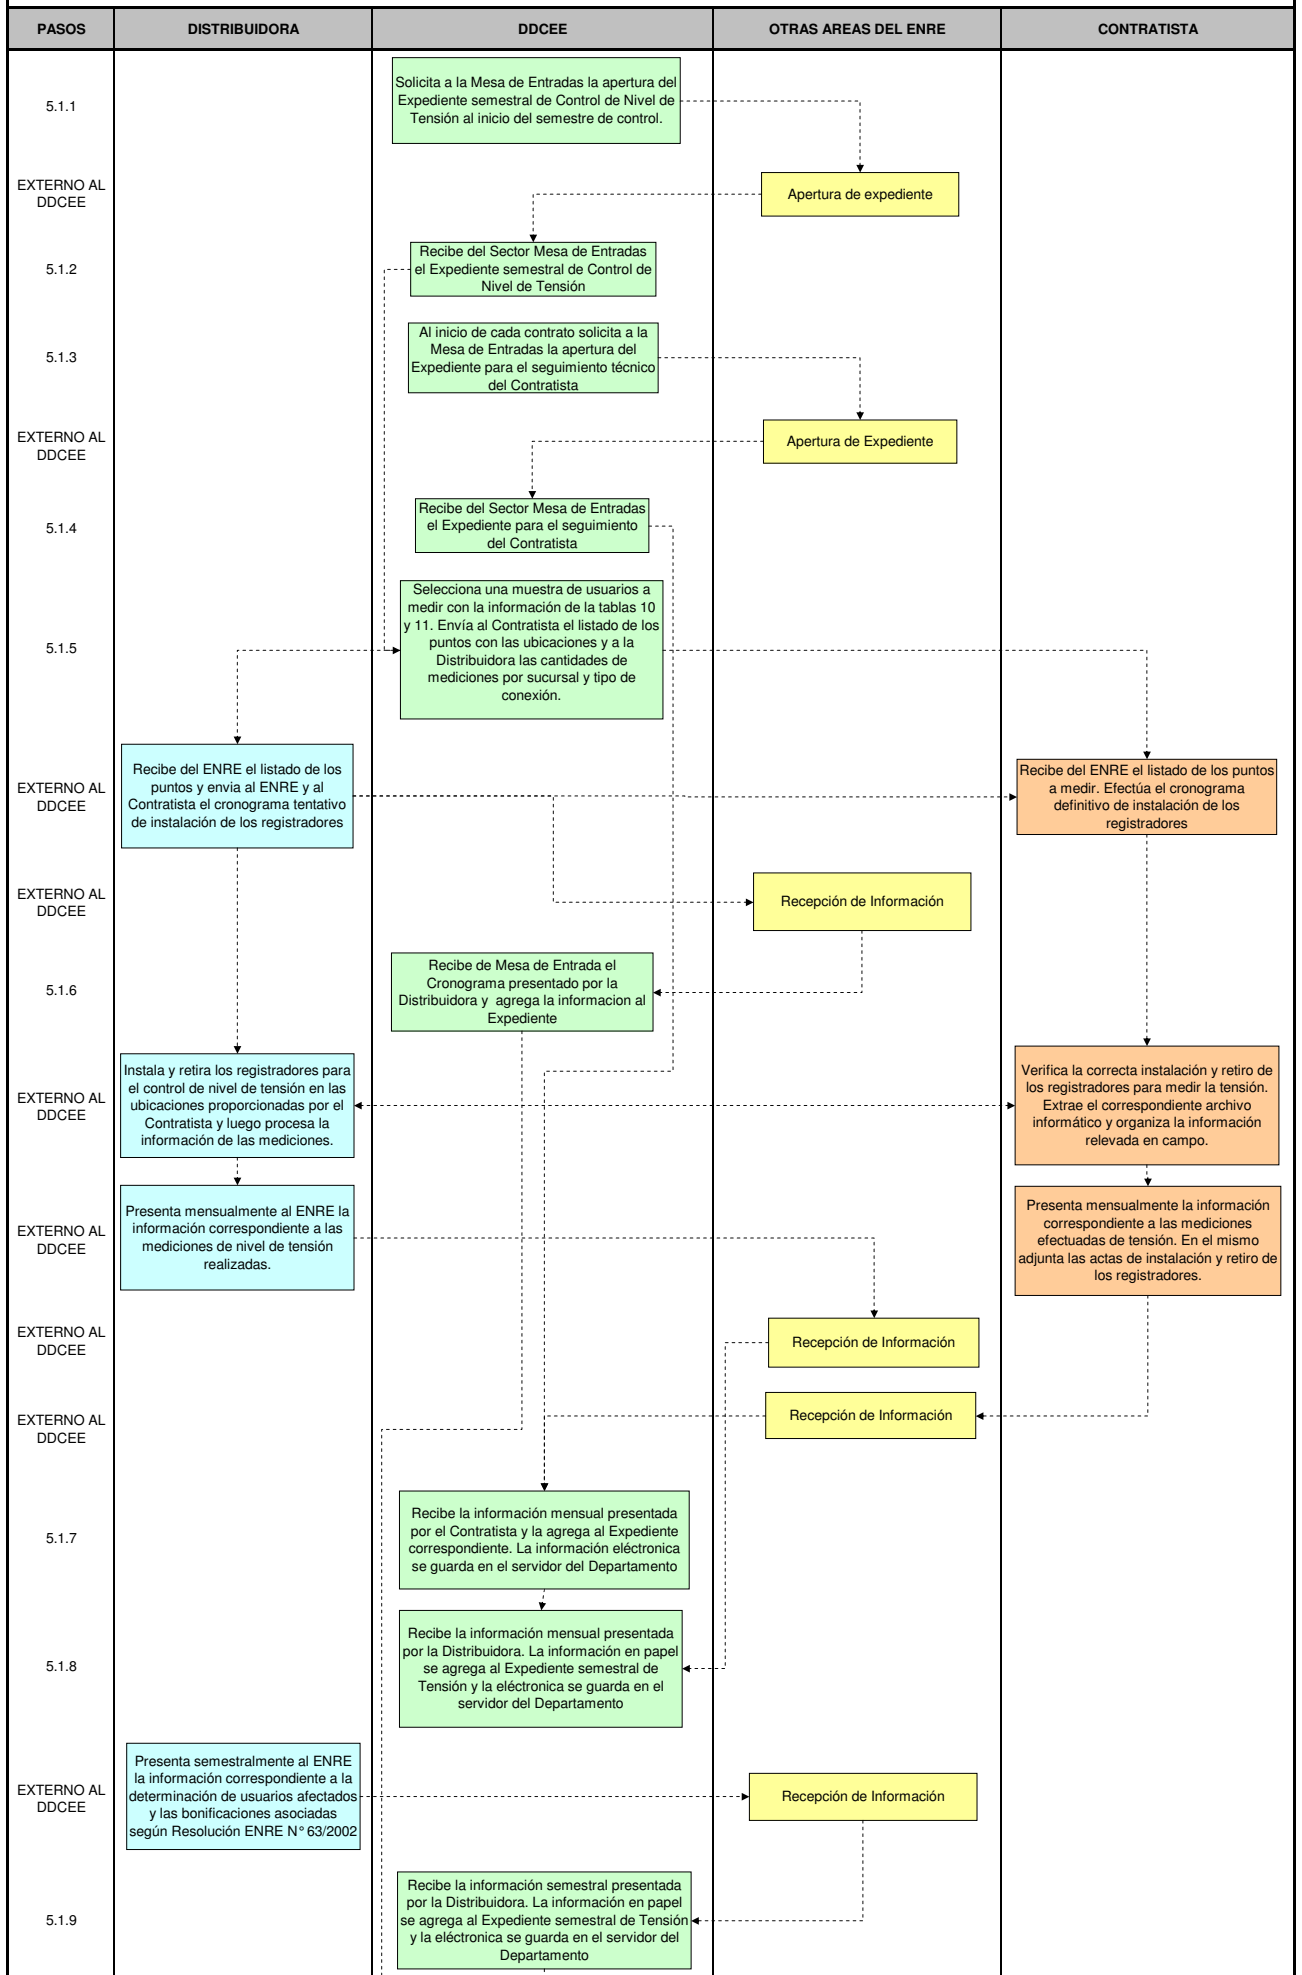 PASOS
DISTRIBUIDORA
DDCEE
OTRAS AREAS DEL ENRE
CONTRATISTA
5.1.1
Solicita a la Mesa de Entradas la apertura del
Expediente semestral de Control de Nivel de
Tensión al inicio del semestre de control.
EXTERNO AL
DDCEE
Apertura de expediente
5.1.2
Recibe del Sector Mesa de Entradas
el Expediente semestral de Control de
Nivel de Tensión
5.1.3
Al inicio de cada contrato solicita a la
Mesa de Entradas la apertura del
Expediente para el seguimiento técnico
del Contratista
EXTERNO AL
DDCEE
Apertura de Expediente
5.1.4
Recibe del Sector Mesa de Entradas
el Expediente para el seguimiento
del Contratista
5.1.5
Selecciona una muestra de usuarios a
medir con la información de la tablas 10
y 11. Envía al Contratista el listado de los
puntos con las ubicaciones y a la
Distribuidora las cantidades de
mediciones por sucursal y tipo de
conexión.
EXTERNO AL
DDCEE
Recibe del ENRE el listado de los
puntos y envia al ENRE y al
Contratista el cronograma tentativo
de instalación de los registradores
Recibe del ENRE el listado de los puntos
a medir. Efectúa el cronograma
definitivo de instalación de los
registradores
EXTERNO AL
DDCEE
Recepción de Información
5.1.6
Recibe de Mesa de Entrada el
Cronograma presentado por la
Distribuidora y  agrega la informacion al
Expediente
EXTERNO AL
DDCEE
Instala y retira los registradores para
el control de nivel de tensión en las
ubicaciones proporcionadas por el
Contratista y luego procesa la
información de las mediciones.
Verifica la correcta instalación y retiro de
los registradores para medir la tensión.
Extrae el correspondiente archivo
informático y organiza la información
relevada en campo.
EXTERNO AL
DDCEE
Presenta mensualmente al ENRE la
información correspondiente a las
mediciones de nivel de tensión
realizadas.
Presenta mensualmente la información
correspondiente a las mediciones
efectuadas de tensión. En el mismo
adjunta las actas de instalación y retiro de
los registradores.
EXTERNO AL
DDCEE
Recepción de Información
EXTERNO AL
DDCEE
Recepción de Información
5.1.7
Recibe la información mensual presentada
por el Contratista y la agrega al Expediente
correspondiente. La información eléctronica
se guarda en el servidor del Departamento
5.1.8
Recibe la información mensual presentada
por la Distribuidora. La información en papel
se agrega al Expediente semestral de
Tensión y la eléctronica se guarda en el
servidor del Departamento
EXTERNO AL
DDCEE
Presenta semestralmente al ENRE
la información correspondiente a la
determinación de usuarios afectados
y las bonificaciones asociadas
según Resolución ENRE N° 63/2002
Recepción de Información
5.1.9
Recibe la información semestral presentada
por la Distribuidora. La información en papel
se agrega al Expediente semestral de Tensión
y la eléctronica se guarda en el servidor del
Departamento